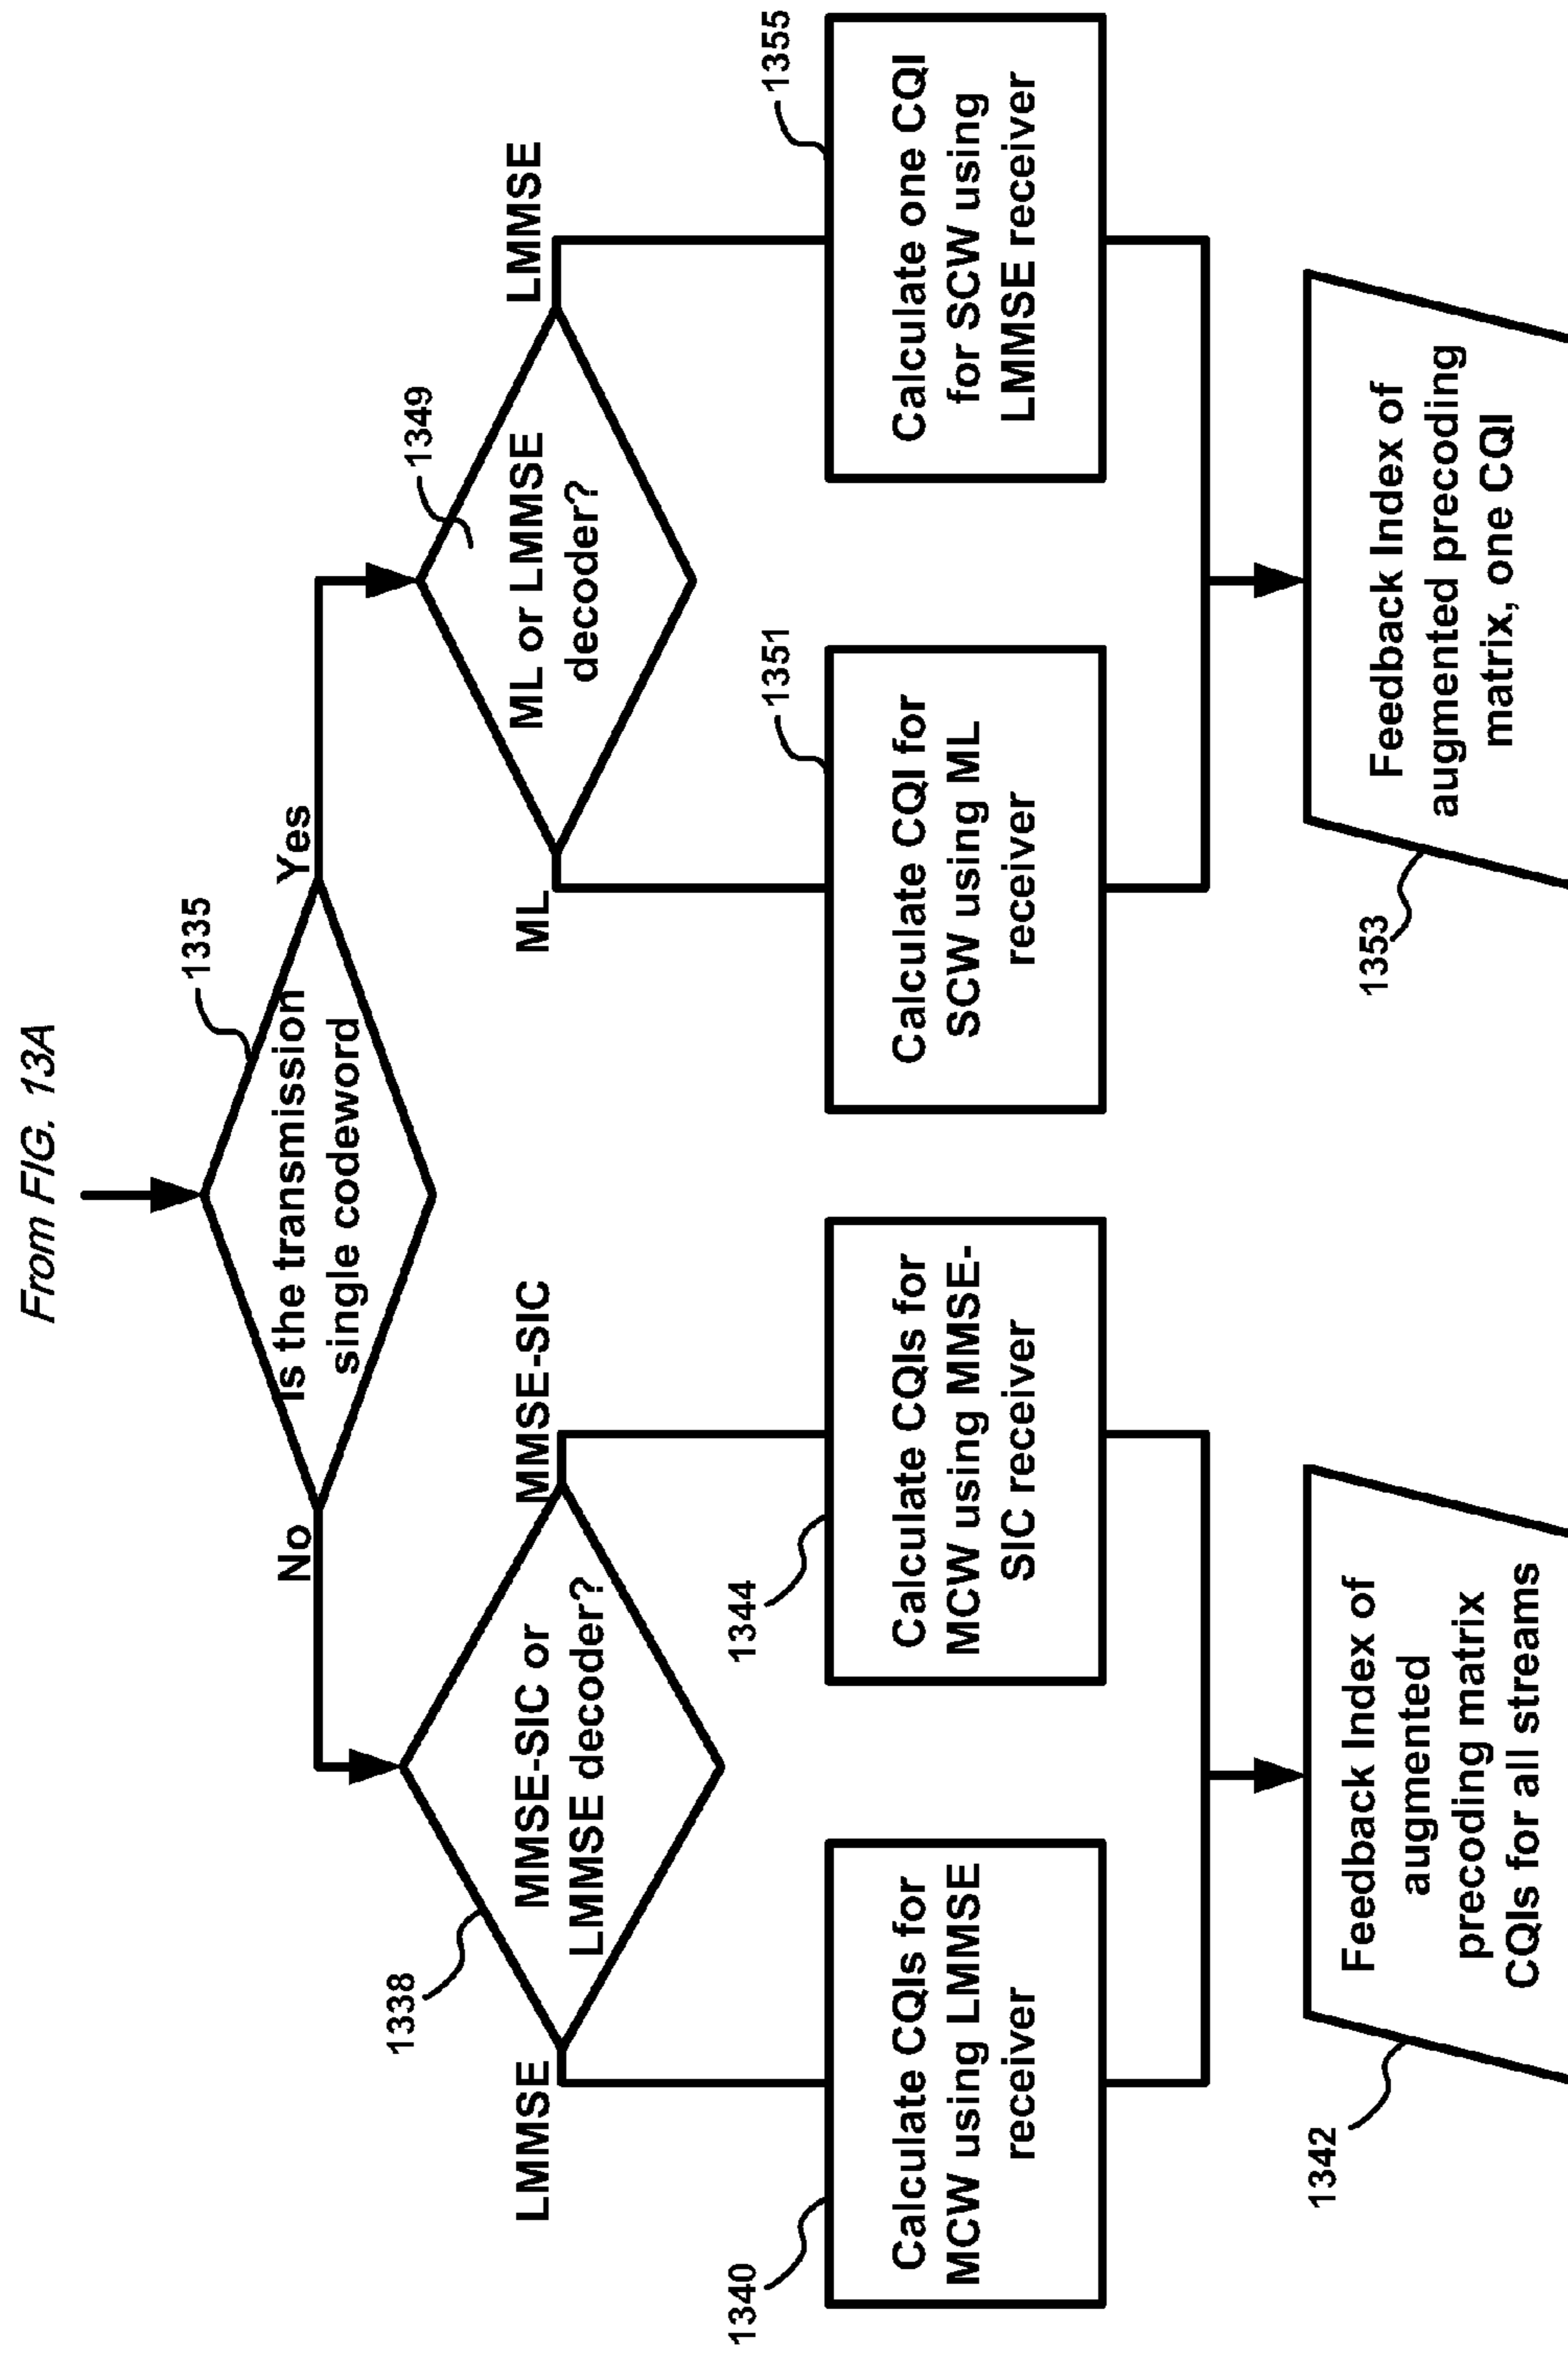 From FIG. 13A
1335
Is the transmission
single codeword
No
Yes
1338
MMSE-SIC or
LMMSE decoder?
LMMSE
MMSE-SIC
1349
ML or LMMSE
decoder?
ML
LMMSE
1340
Calculate CQIs for
MCW using LMMSE
receiver
1344
Calculate CQIs for
MCW using MMSE-
SIC receiver
1351
Calculate CQI for
SCW using ML
receiver
1355
Calculate one CQI
for SCW using
LMMSE receiver
1342
Feedback Index of
augmented
precoding matrix
CQIs for all streams
1353
Feedback Index of
augmented precoding
matrix, one CQI